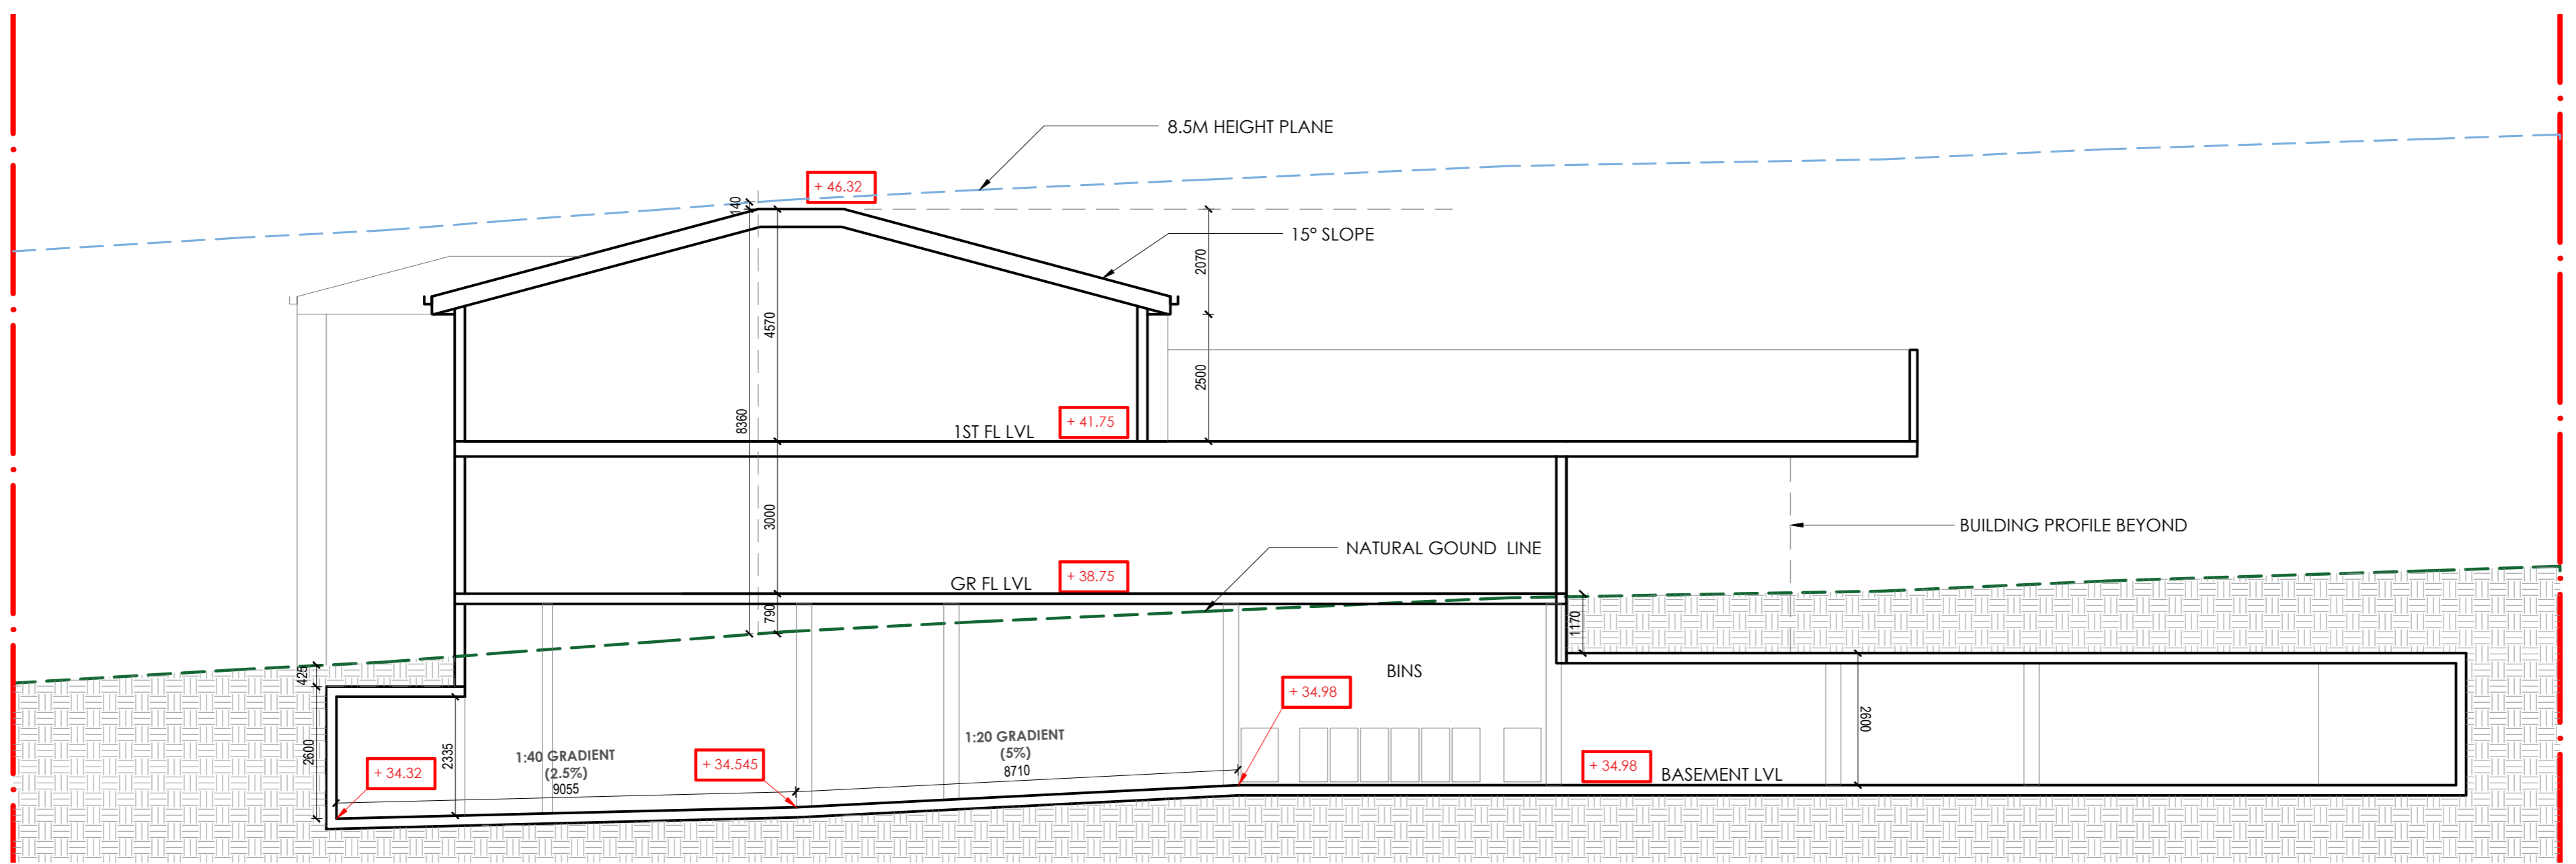 8.5M HEIGHT PLANE
+ 46.32
140
15° SLOPE
2070
4570
2500
8360
1ST FL LVL
+ 41.75
3000
BUILDING PROFILE BEYOND
NATURAL GOUND LINE
GR FL LVL
+ 38.75
790
1170
425
BINS
+ 34.98
2600
2335
2600
1:40 GRADIENT
(2.5%)
9055
+ 34.32
+ 34.545
1:20 GRADIENT
(5%)
8710
+ 34.98
BASEMENT LVL